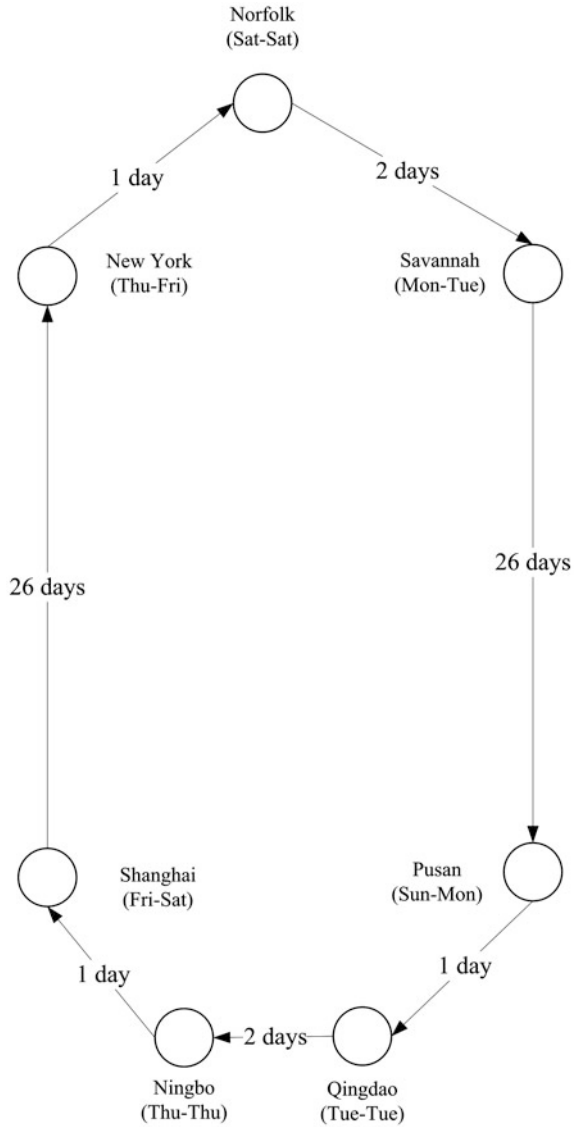 Norfolk
(Sat-Sat)
1 day
2 days
New York
(Thu-Fri)
Savannah
(Mon-Tue)
26 days
26 days
Shanghai
(Fri-Sat)
Pusan
(Sun-Mon)
1 day
1 day
2 days
Ningbo
(Thu-Thu)
Qingdao
(Tue-Tue)